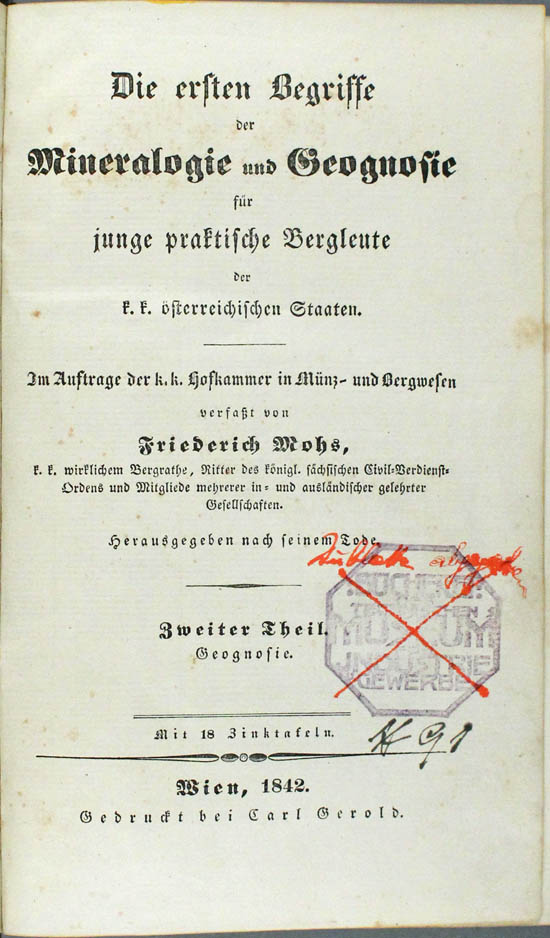 Die ersten Begriffe
der
Mineralogie und Geognosie
für
junge praktische Bergleute
der
k. k. österreichischen Staaten.
Im Auftrage der k. k. Hofkammer in Münz- und Bergwesen
verfaßt von
Friederich Mohs,
k. k. wirklichem Bergrathe, Ritter des königl. sächsischen Civil-Verdienst-
Ordens und Mitgliede mehrerer in- und ausländischer gelehrter
Gesellschaften.
Herausgegeben nach seinem Tode.
Zweiter Theil.
Geognosie.
MUSEUM
INDUSTRIE
GEWERBE
Mit 18 Zinktafeln.
Wien, 1842.
Gedruckt bei Carl Gerold.